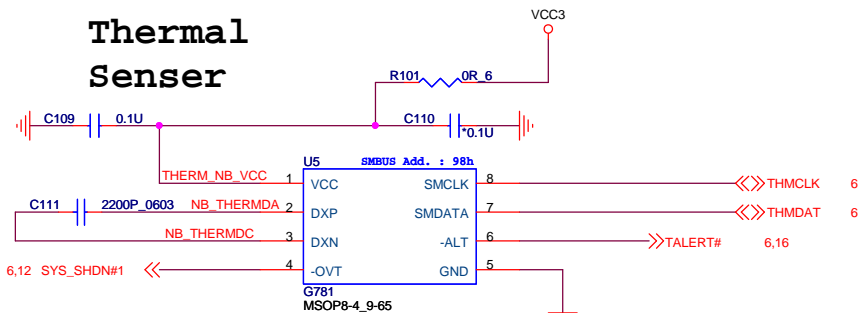 Thermal
Senser
VCC3
R101 0R_6
C109 0.1U
C110 *0.1U
U5 SMBUS Add. : 98h
THERM_NB_VCC 1 VCC SMCLK 8 THMCLK 6
C111 2200P_0603 NB_THERMDA 2 DXP SMDATA 7 THMDAT 6
NB_THERMDC 3 DXN -ALT 6 TALERT# 6,16
6,12 SYS_SHDN#1 4 -OVT GND 5
G781
MSOP8-4_9-65